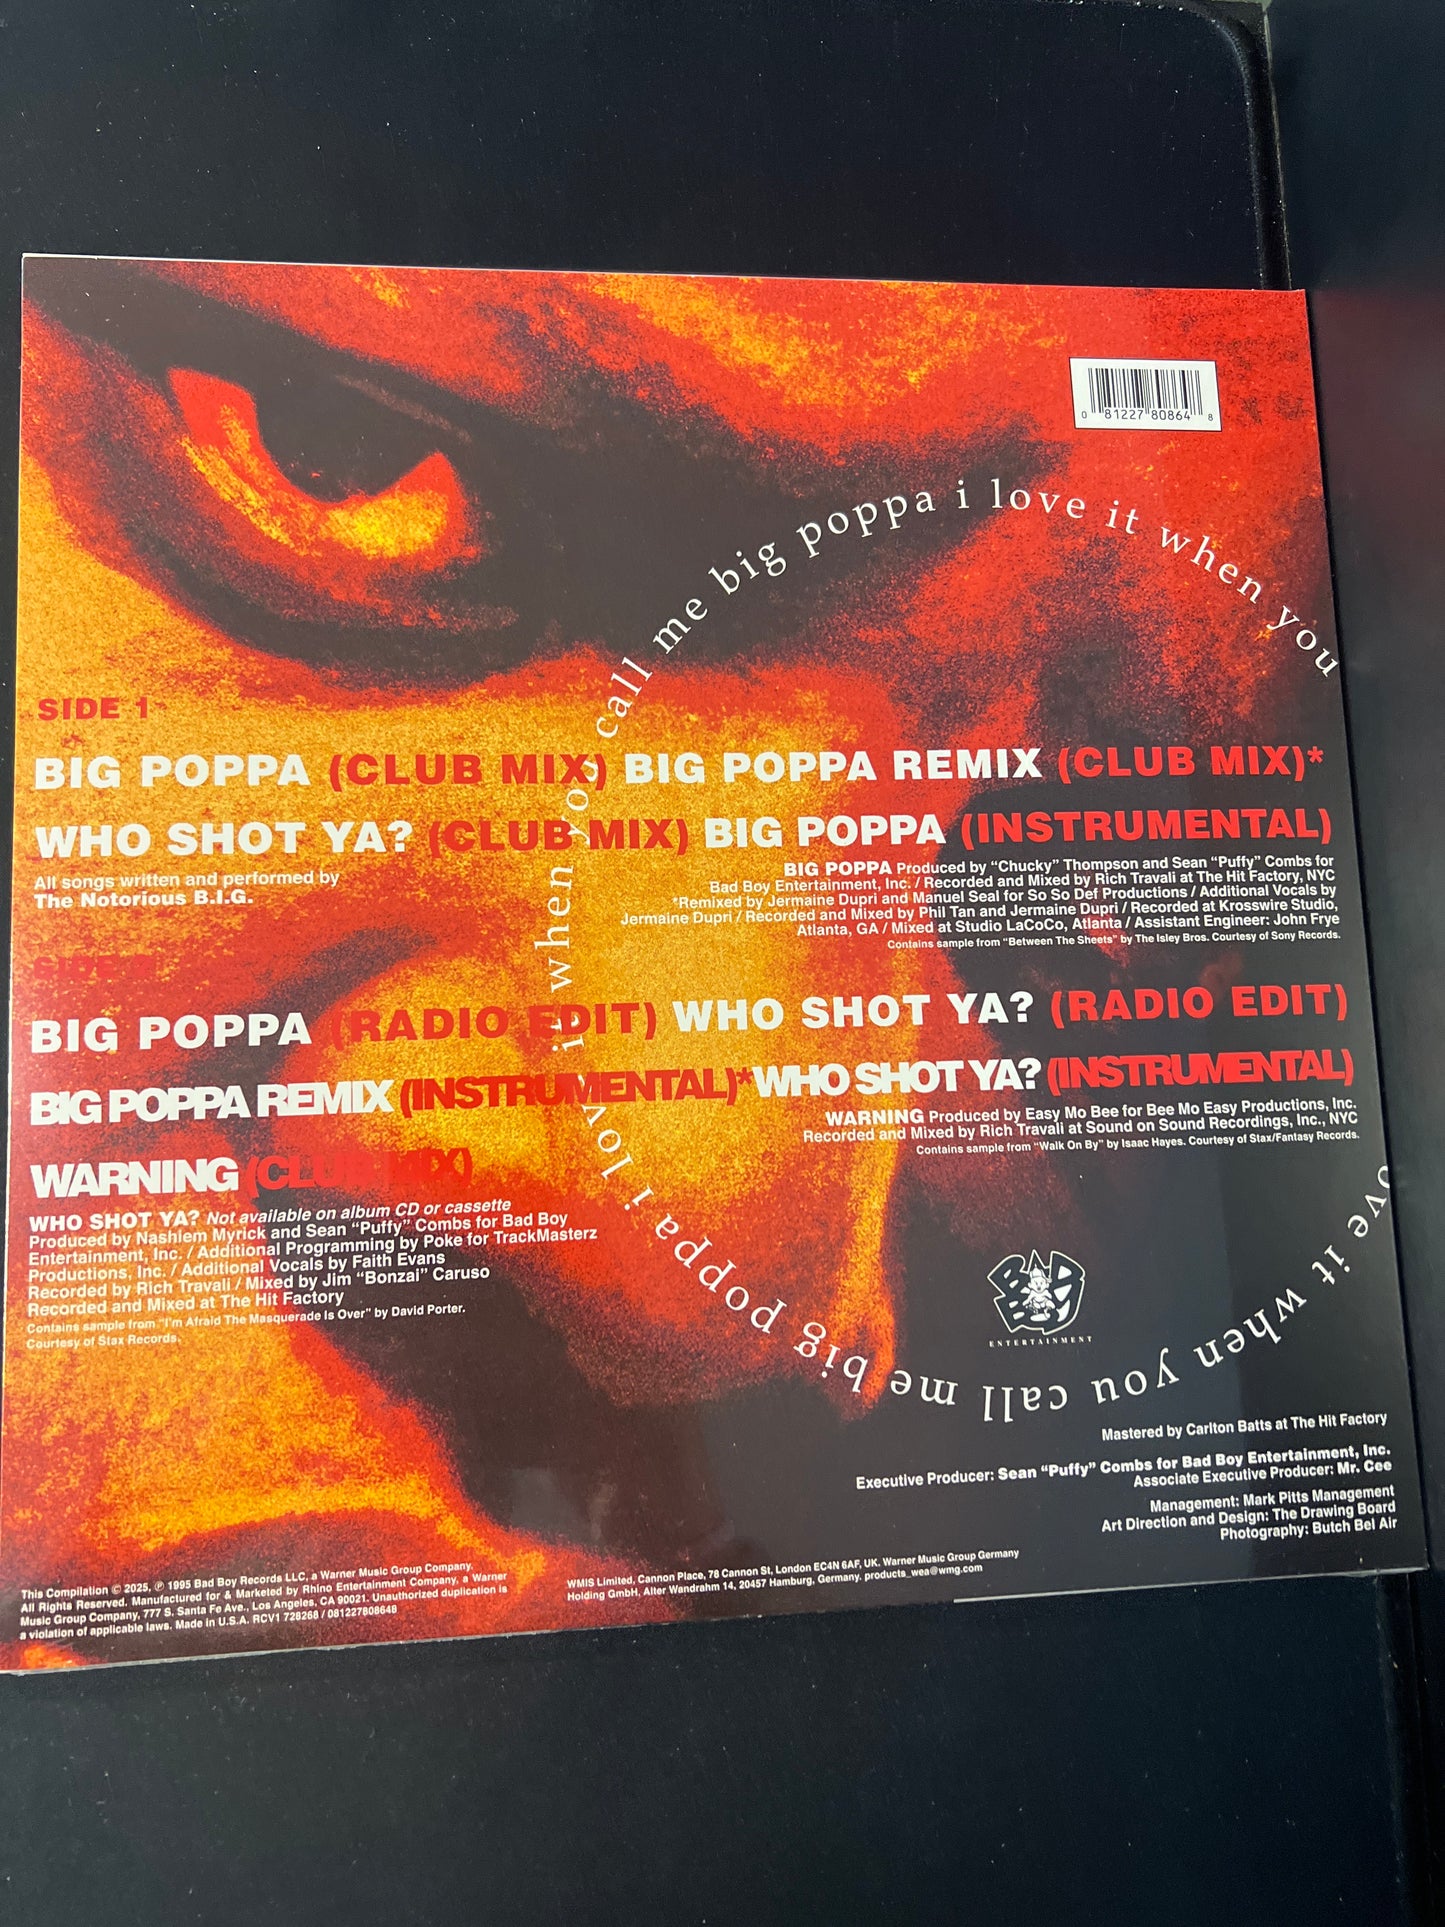 0 81227 80864 8
call me big poppa i love it when you
SIDE 1
BIG POPPA (CLUB MIX) BIG POPPA REMIX (CLUB MIX)*
WHO SHOT YA? (CLUB MIX) BIG POPPA (INSTRUMENTAL)
All songs written and performed by
The Notorious B.I.G.
BIG POPPA Produced by “Chucky” Thompson and Sean “Puffy” Combs for
Bad Boy Entertainment, Inc. / Recorded and Mixed by Rich Travali at The Hit Factory, NYC
*Remixed by Jermaine Dupri and Manuel Seal for So So Def Productions / Additional Vocals by
Jermaine Dupri / Recorded and Mixed by Phil Tan and Jermaine Dupri / Recorded at Krosswire Studio,
Atlanta, GA / Mixed at Studio LaCoCo, Atlanta / Assistant Engineer: John Frye
Contains sample from “Between The Sheets” by The Isley Bros. Courtesy of Sony Records.
SIDE
BIG POPPA (RADIO EDIT) WHO SHOT YA? (RADIO EDIT)
BIG POPPA REMIX (INSTRUMENTAL)* WHO SHOT YA? (INSTRUMENTAL)
WARNING Produced by Easy Mo Bee for Bee Mo Easy Productions, Inc.
Recorded and Mixed by Rich Travali at Sound on Sound Recordings, Inc., NYC
Contains sample from “Walk On By” by Isaac Hayes. Courtesy of Stax/Fantasy Records.
WARNING (CLUB MIX)
WHO SHOT YA? Not available on album CD or cassette
Produced by Nashiem Myrick and Sean “Puffy” Combs for Bad Boy
Entertainment, Inc. / Additional Programming by Poke for TrackMasterz
Productions, Inc. / Additional Vocals by Faith Evans
Recorded by Rich Travali / Mixed by Jim “Bonzai” Caruso
Recorded and Mixed at The Hit Factory
Contains sample from “I'm Afraid The Masquerade Is Over” by David Porter.
Courtesy of Stax Records.
love it when you call me big poppa i love it when you
BAD BOY
ENTERTAINMENT
Mastered by Carlton Batts at The Hit Factory
Executive Producer: Sean “Puffy” Combs for Bad Boy Entertainment, Inc.
Associate Executive Producer: Mr. Cee
Management: Mark Pitts Management
Art Direction and Design: The Drawing Board
Photography: Butch Bel Air
This Compilation © 2025, ℗ 1995 Bad Boy Records LLC, a Warner Music Group Company.
All Rights Reserved. Manufactured for & Marketed by Rhino Entertainment Company, a Warner
Music Group Company, 777 S. Santa Fe Ave., Los Angeles, CA 90021. Unauthorized duplication is
a violation of applicable laws. Made in U.S.A. RCV1 728268 / 081227808648
WMIS Limited, Cannon Place, 78 Cannon St, London EC4N 6AF, UK. Warner Music Group Germany
Holding GmbH, Alter Wandrahm 14, 20457 Hamburg, Germany. products_wea@wmg.com